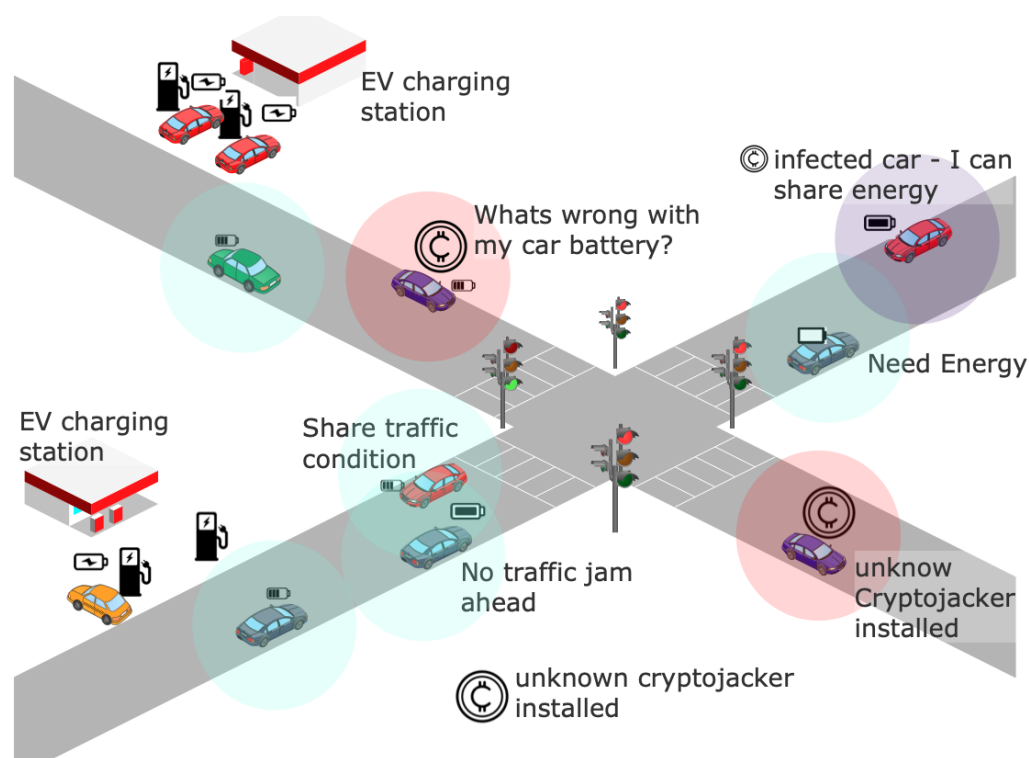 EV charging
station
© infected car - I can
share energy
Whats wrong with
my car battery?
Need Energy
EV charging
station
Share traffic
condition
No traffic jam
ahead
unknow
Cryptojacker
installed
unknown cryptojacker
installed